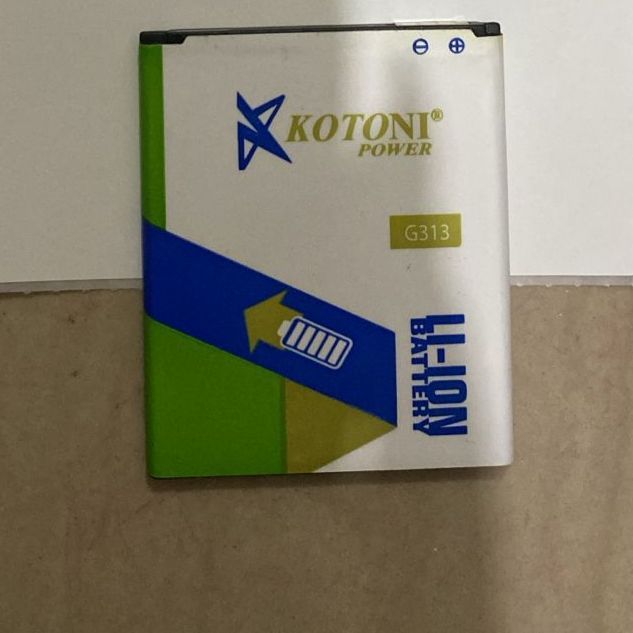 ⊖ ⊕
KOTONI®
POWER
G313
LI-ION
BATTERY